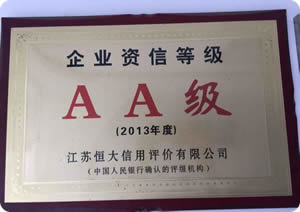 企业资信等级
AA级
(2013年度)
江苏恒大信用评价有限公司
(中国人民银行确认的评级机构)